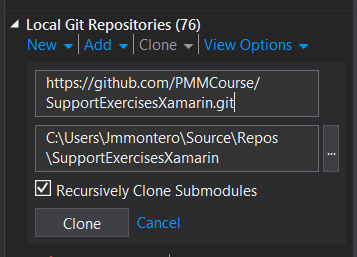 Local Git Repositories (76)
New Add Clone View Options
https://github.com/PMMCourse/
SupportExercisesXamarin.git
C:\Users\Jmmontero\Source\Repos
\SupportExercisesXamarin
...
Recursively Clone Submodules
Clone Cancel